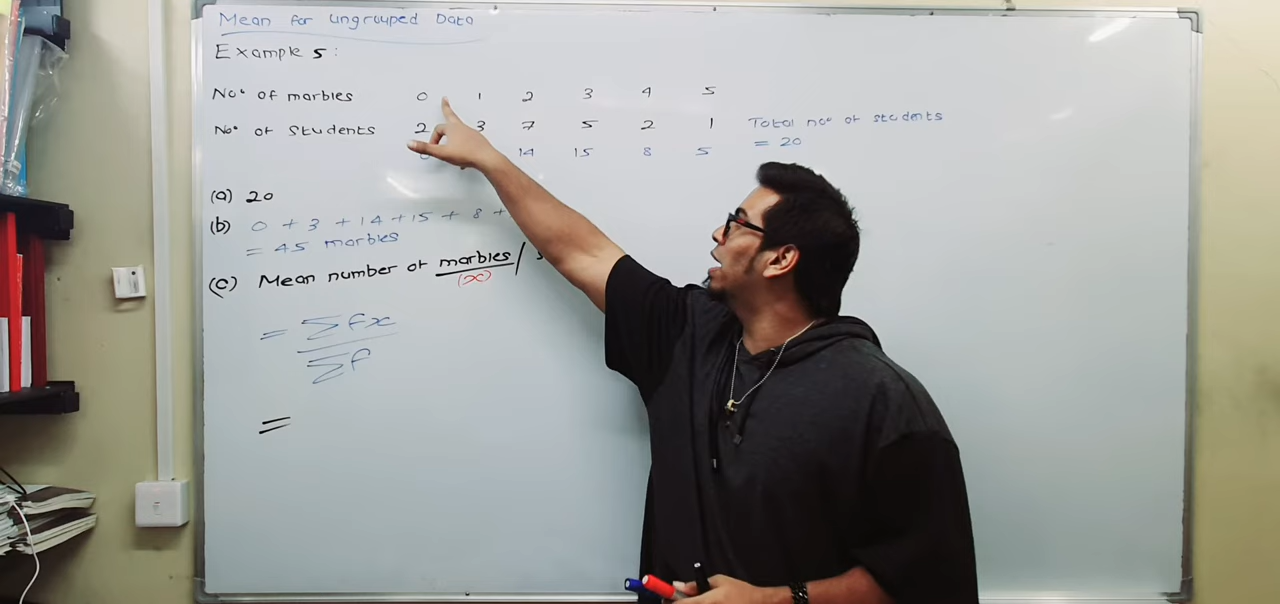 Mean for ungrouped Data
Example 5:
No. of marbles 0 1 2 3 4 5
No. of Students 2 3 7 5 2 1 Total no. of students
14 15 8 5 = 20
(a) 20
(b) 0 + 3 + 14 + 15 + 8 +
= 45 marbles
(c) Mean number of marbles /
(x)
= Σfx
Σf
=